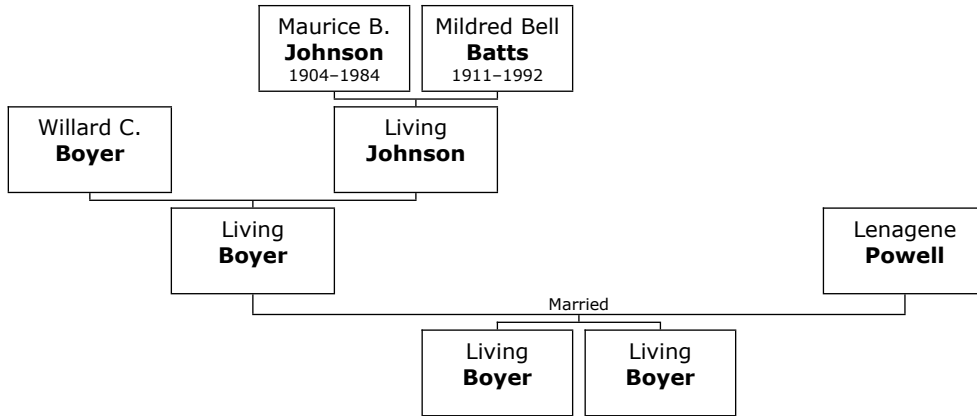 Maurice B.
Johnson
1904–1984
Mildred Bell
Batts
1911–1992
Willard C.
Boyer
Living
Johnson
Living
Boyer
Lenagene
Powell
Married
Living
Boyer
Living
Boyer